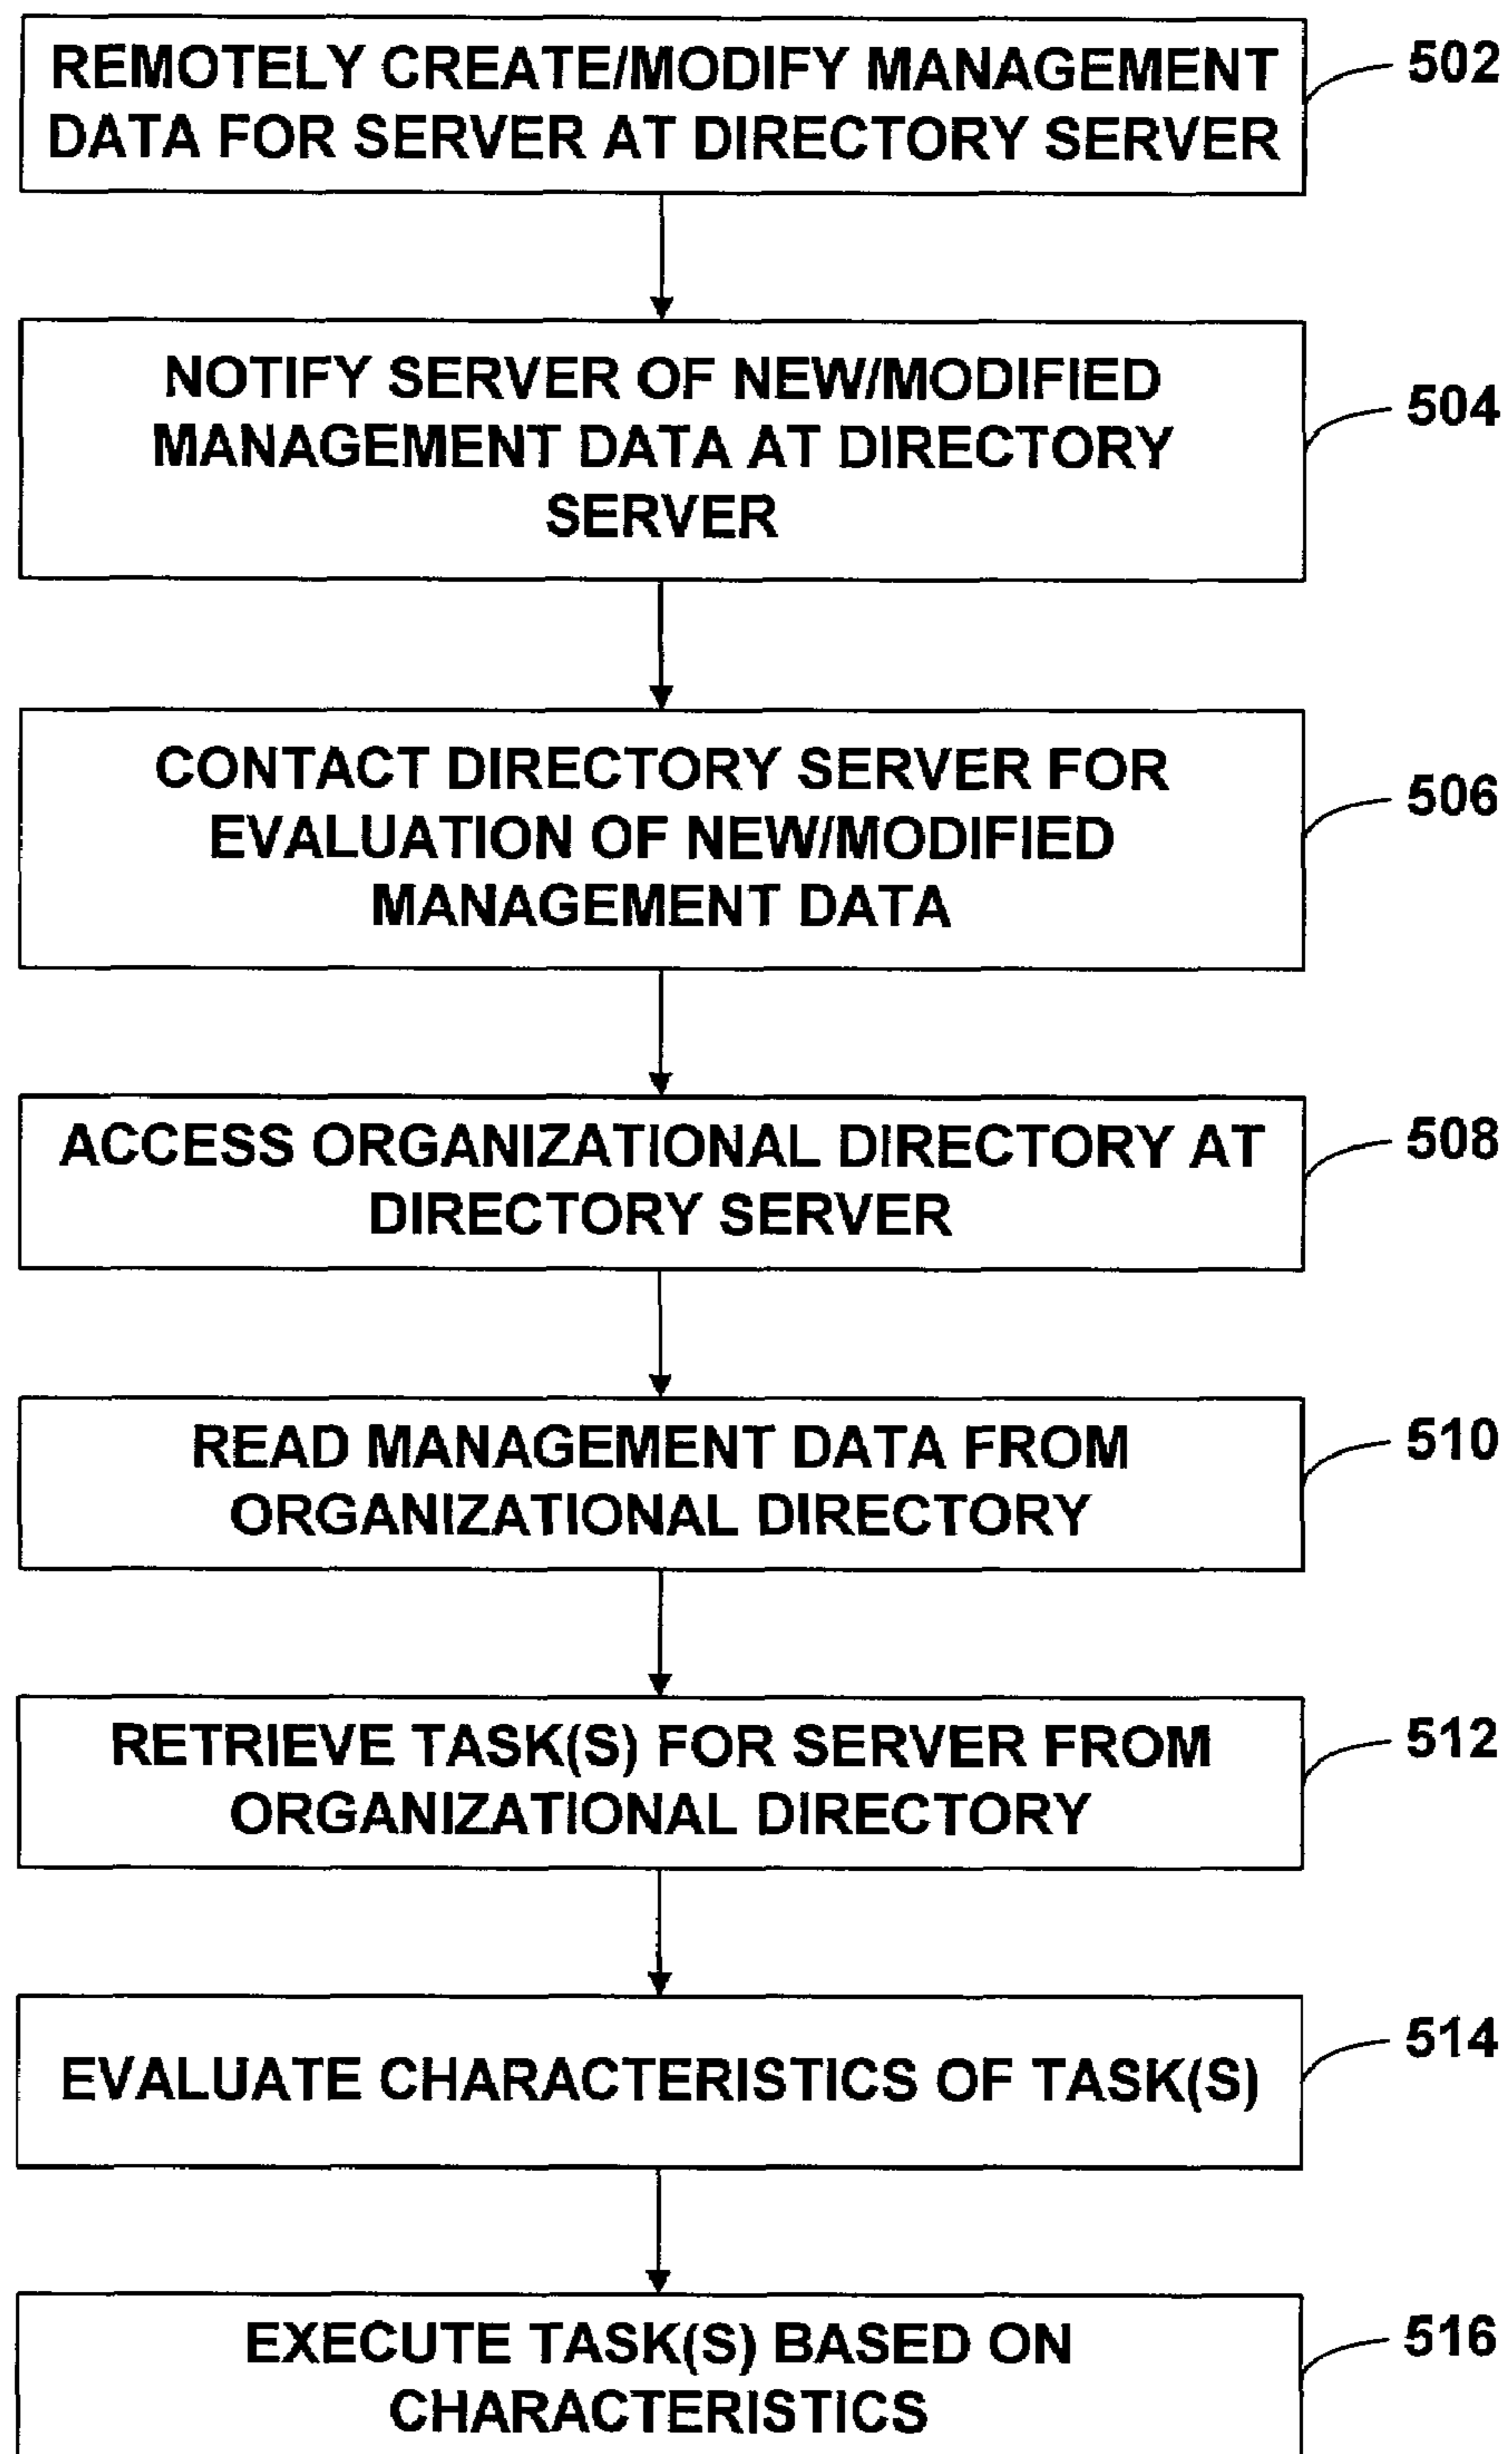 REMOTELY CREATE/MODIFY MANAGEMENT
DATA FOR SERVER AT DIRECTORY SERVER
502
NOTIFY SERVER OF NEW/MODIFIED
MANAGEMENT DATA AT DIRECTORY
SERVER
504
CONTACT DIRECTORY SERVER FOR
EVALUATION OF NEW/MODIFIED
MANAGEMENT DATA
506
ACCESS ORGANIZATIONAL DIRECTORY AT
DIRECTORY SERVER
508
READ MANAGEMENT DATA FROM
ORGANIZATIONAL DIRECTORY
510
RETRIEVE TASK(S) FOR SERVER FROM
ORGANIZATIONAL DIRECTORY
512
EVALUATE CHARACTERISTICS OF TASK(S)
514
EXECUTE TASK(S) BASED ON
CHARACTERISTICS
516